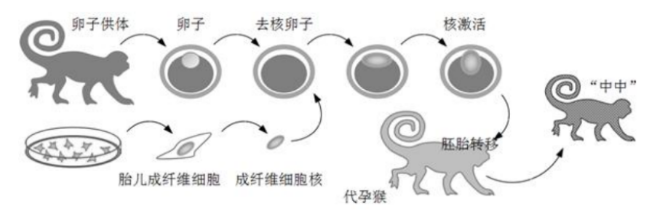 卵子供体
卵子
去核卵子
核激活
“中中”
胎儿成纤维细胞
成纤维细胞核
胚胎转移
代孕猴